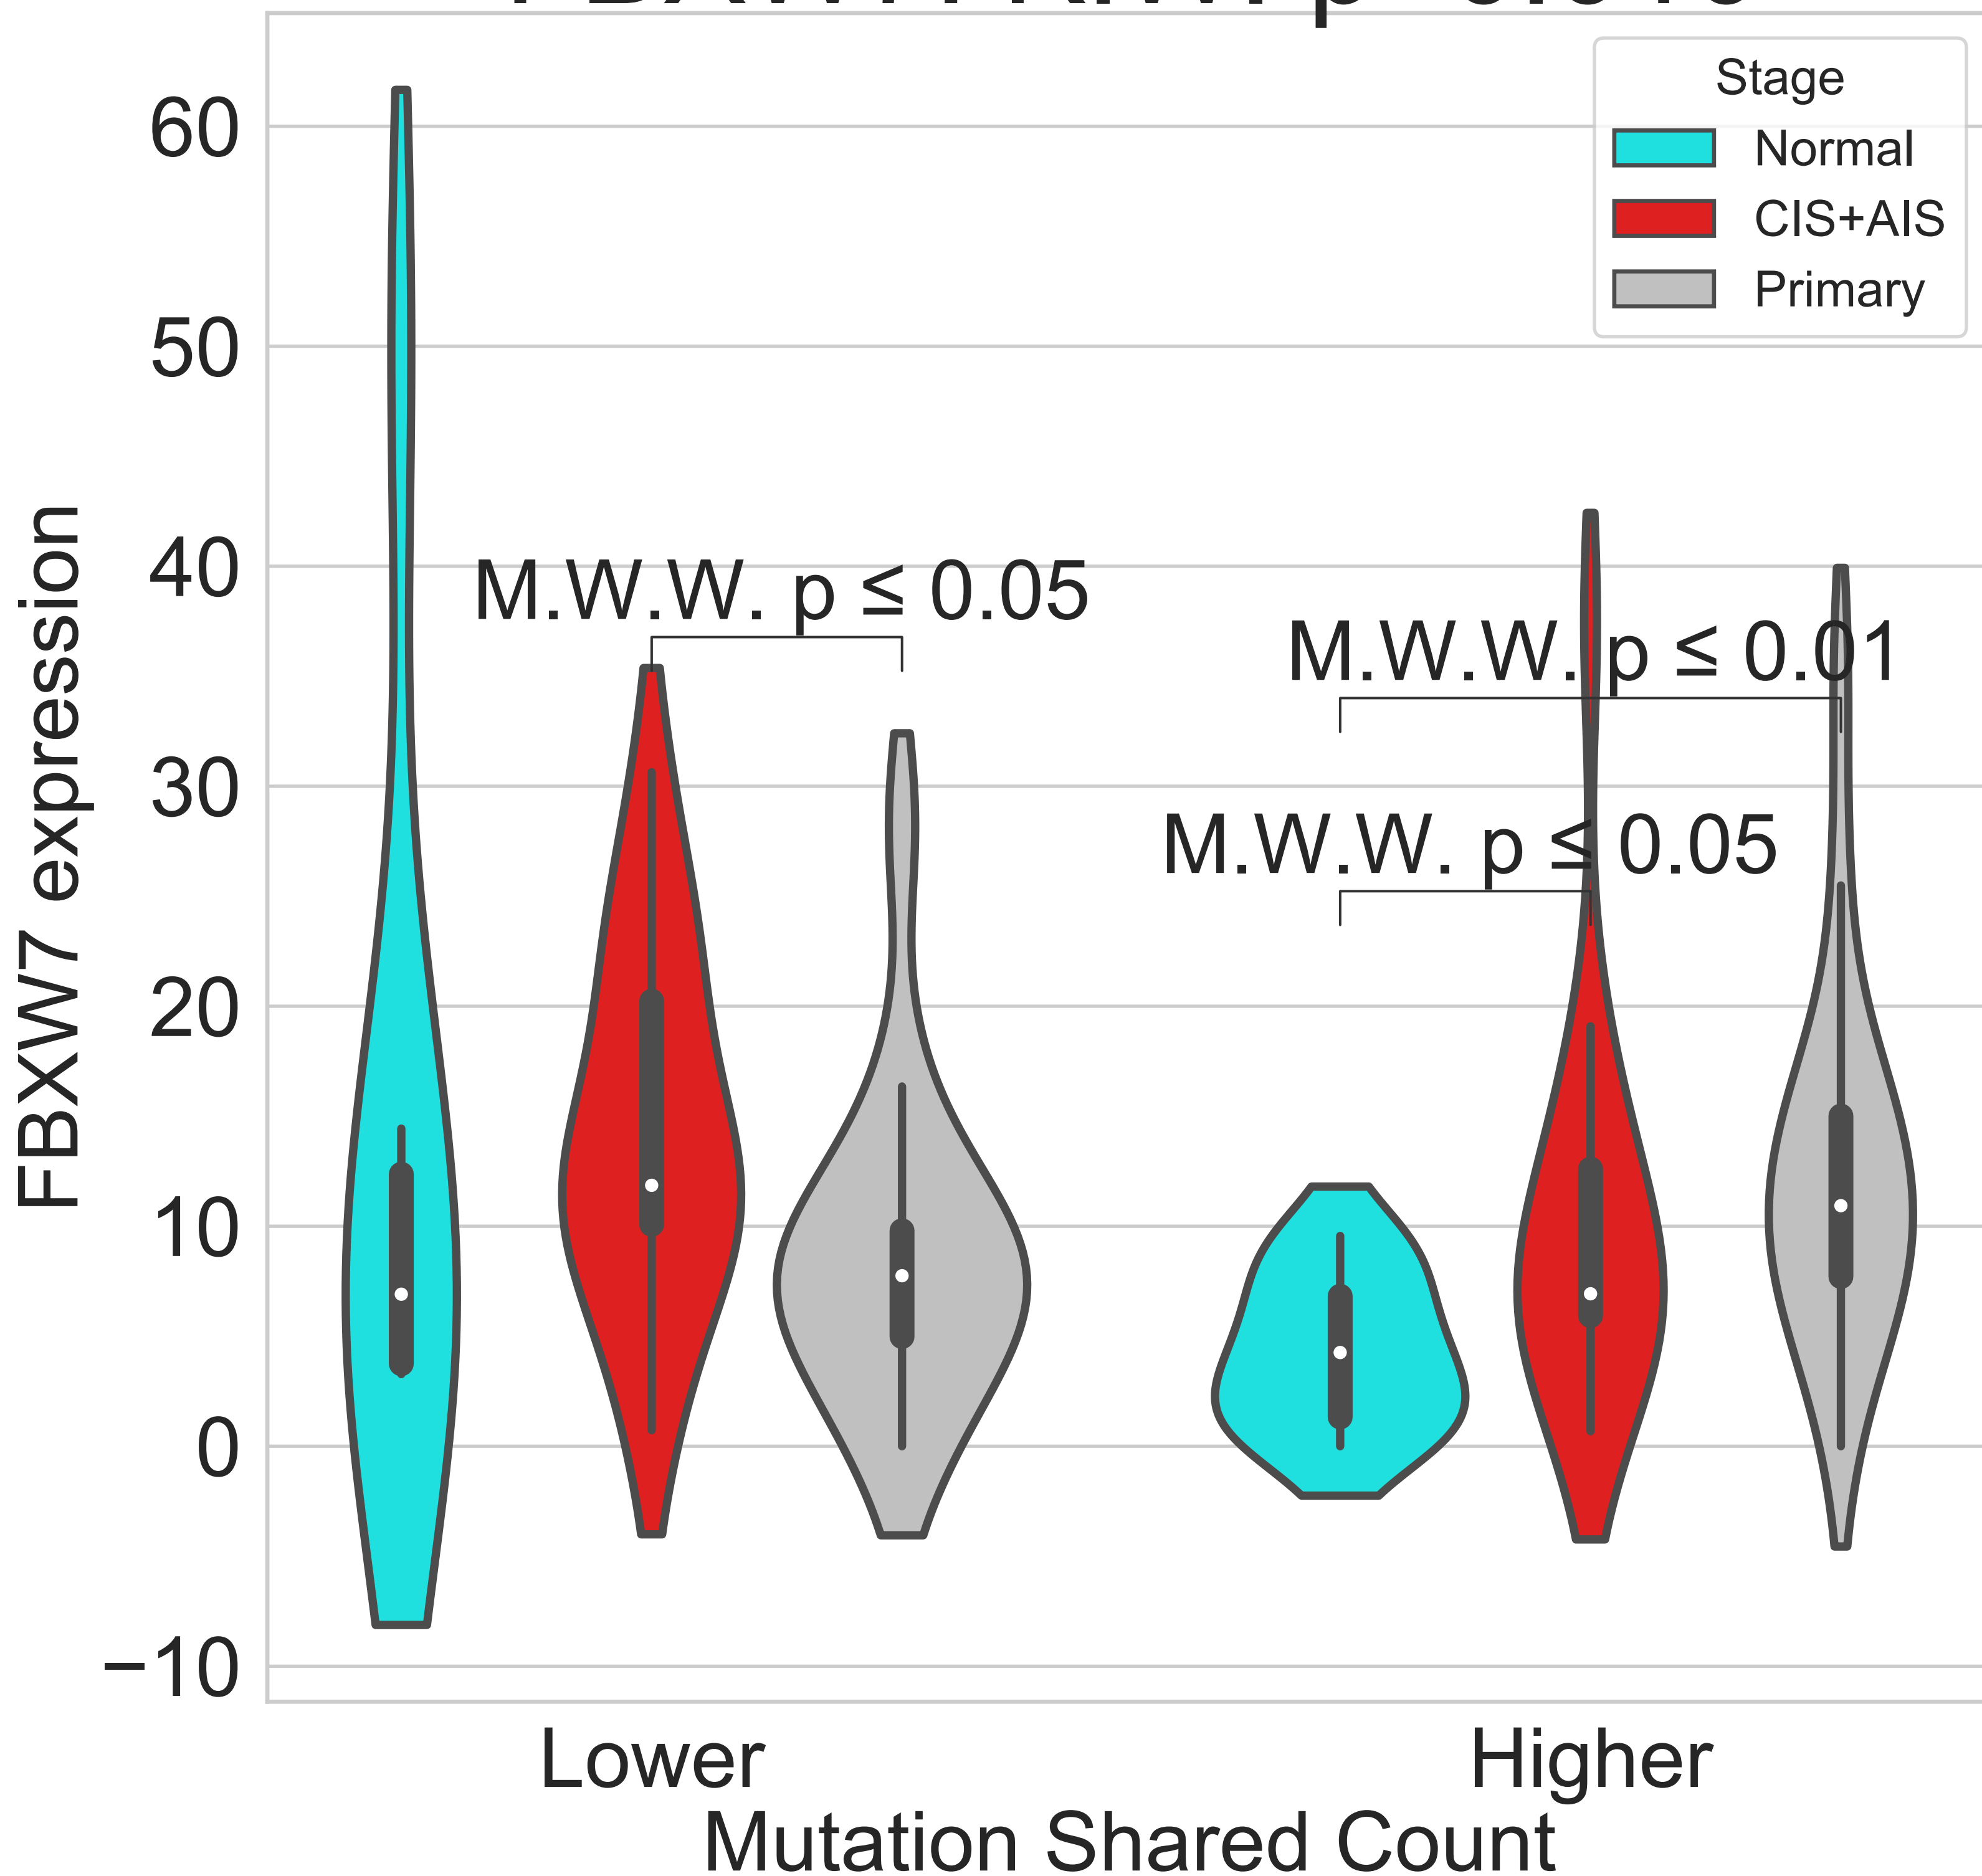 Stage
Normal
CIS+AIS
Primary
60
50
40
30
20
10
0
−10
FBXW7 expression
M.W.W. p ≤ 0.05
M.W.W. p ≤ 0.01
M.W.W. p ≤ 0.05
Lower
Higher
Mutation Shared Count